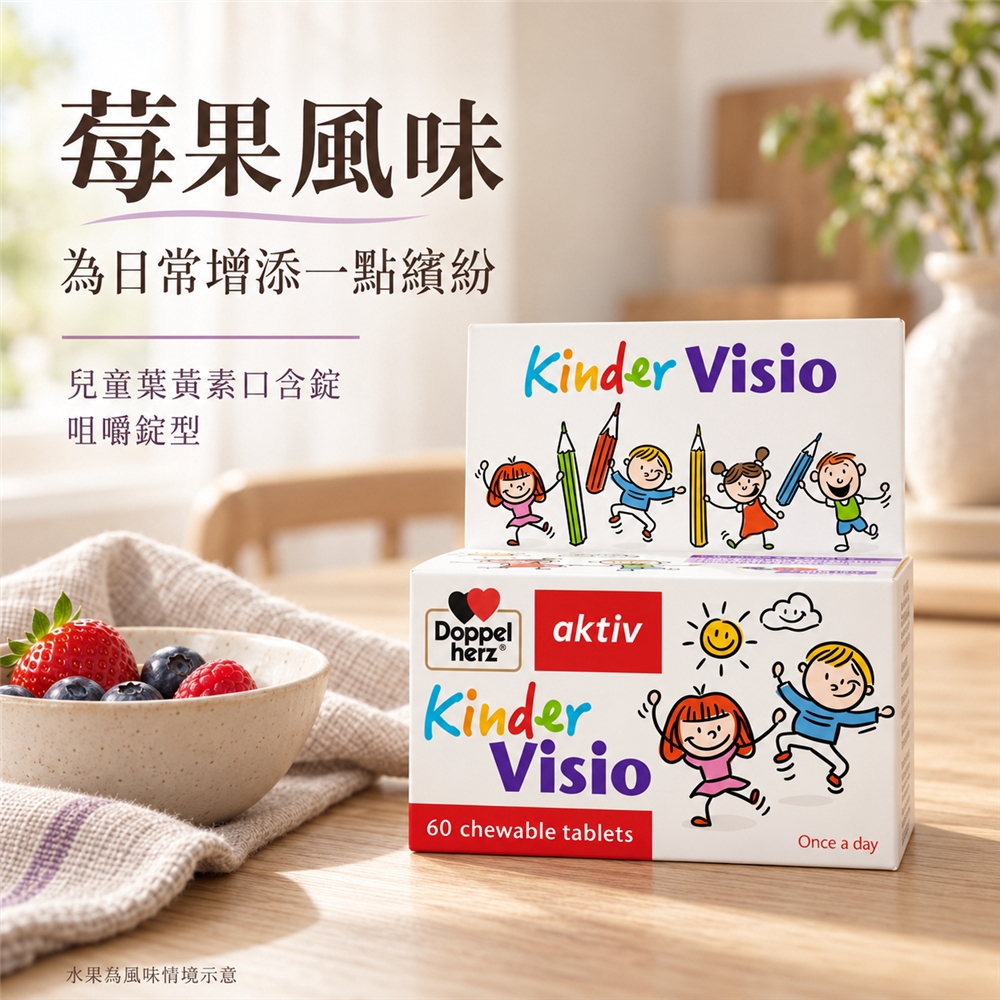 莓果風味
為日常增添一點繽紛
兒童葉黃素口含錠
咀嚼錠型
Kinder Visio
Doppel
herz®
aktiv
Kinder
Visio
60 chewable tablets
Once a day
水果為風味情境示意